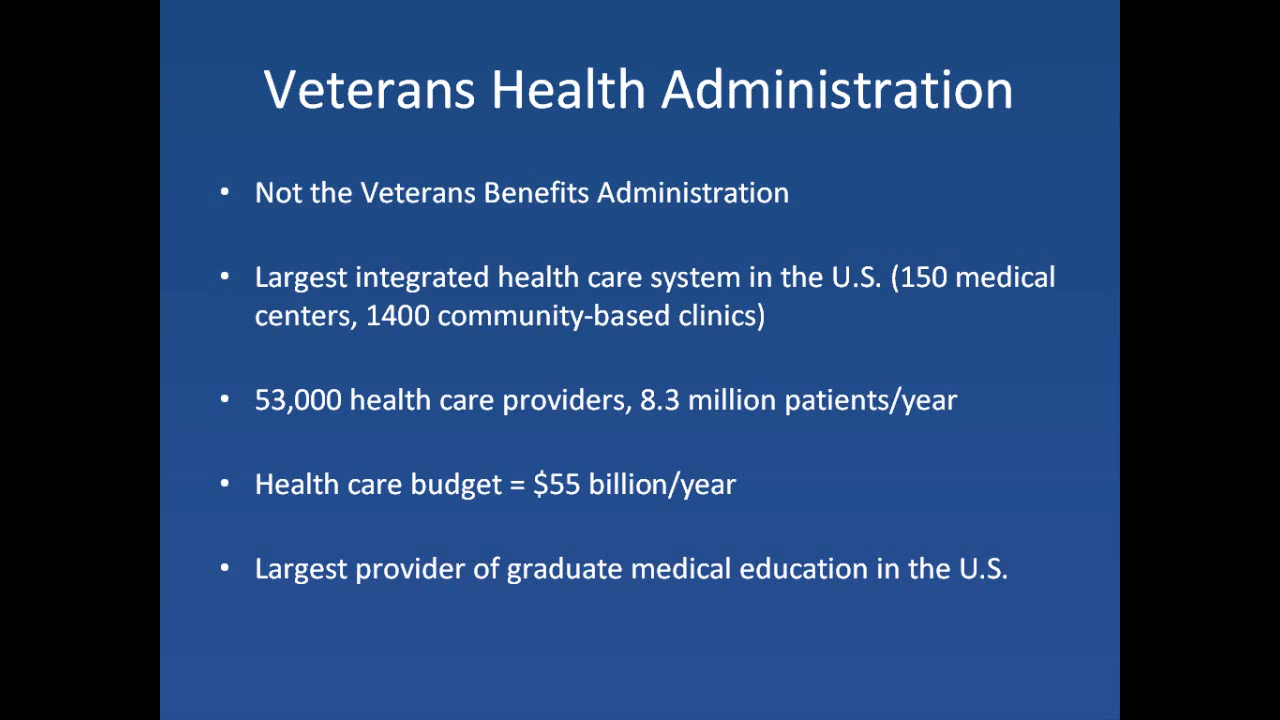 Veterans Health Administration
• Not the Veterans Benefits Administration
• Largest integrated health care system in the U.S. (150 medical
centers, 1400 community-based clinics)
• 53,000 health care providers, 8.3 million patients/year
• Health care budget = $55 billion/year
• Largest provider of graduate medical education in the U.S.